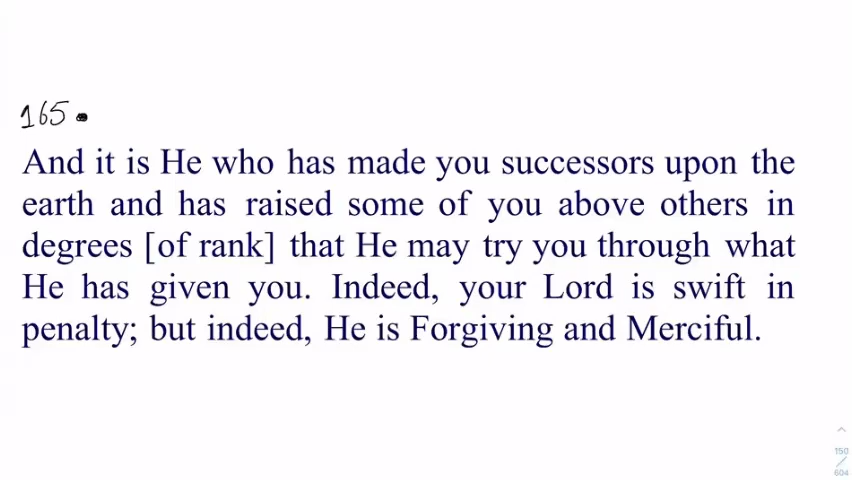 165.
And it is He who has made you successors upon the
earth and has raised some of you above others in
degrees [of rank] that He may try you through what
He has given you. Indeed, your Lord is swift in
penalty; but indeed, He is Forgiving and Merciful.
150
/
604